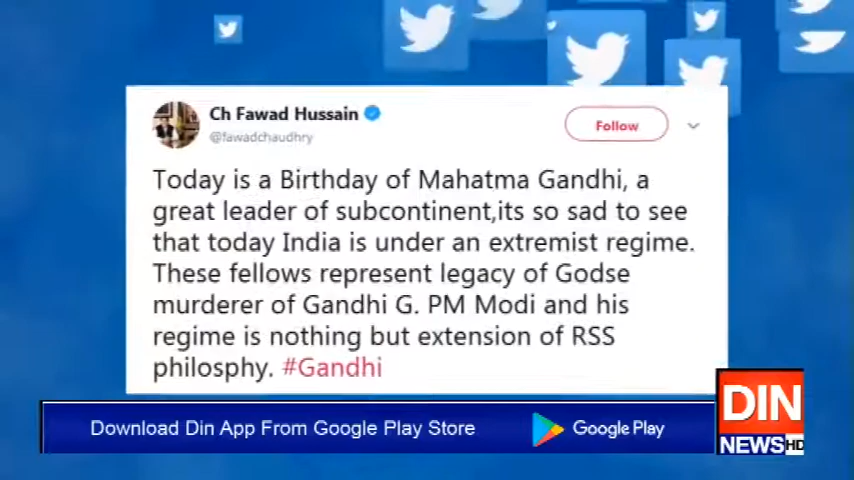 Ch Fawad Hussain
@fawadchaudhry
Follow
Today is a Birthday of Mahatma Gandhi, a
great leader of subcontinent,its so sad to see
that today India is under an extremist regime.
These fellows represent legacy of Godse
murderer of Gandhi G. PM Modi and his
regime is nothing but extension of RSS
philosphy. #Gandhi
Download Din App From Google Play Store
Google Play
DIN
NEWS HD